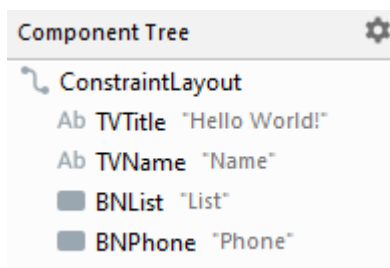 Component Tree
ConstraintLayout
Ab TVTitle "Hello World!"
Ab TVName "Name"
BNList "List"
BNPhone "Phone"